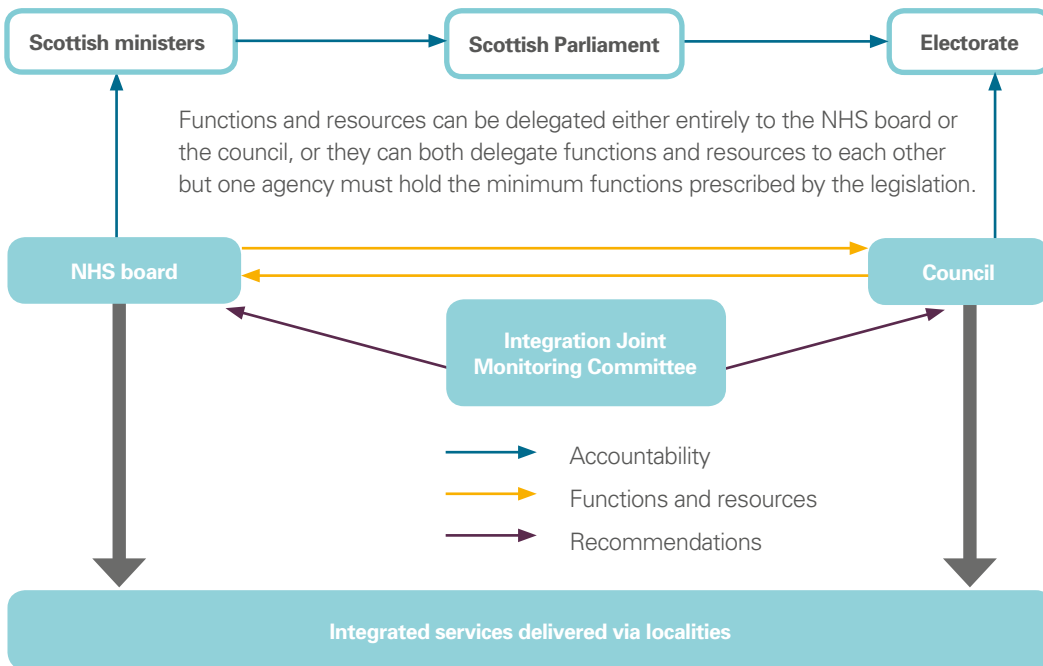 Scottish ministers
Scottish Parliament
Electorate
Functions and resources can be delegated either entirely to the NHS board or
the council, or they can both delegate functions and resources to each other
but one agency must hold the minimum functions prescribed by the legislation.
NHS board
Council
Integration Joint
Monitoring Committee
Accountability
Functions and resources
Recommendations
Integrated services delivered via localities